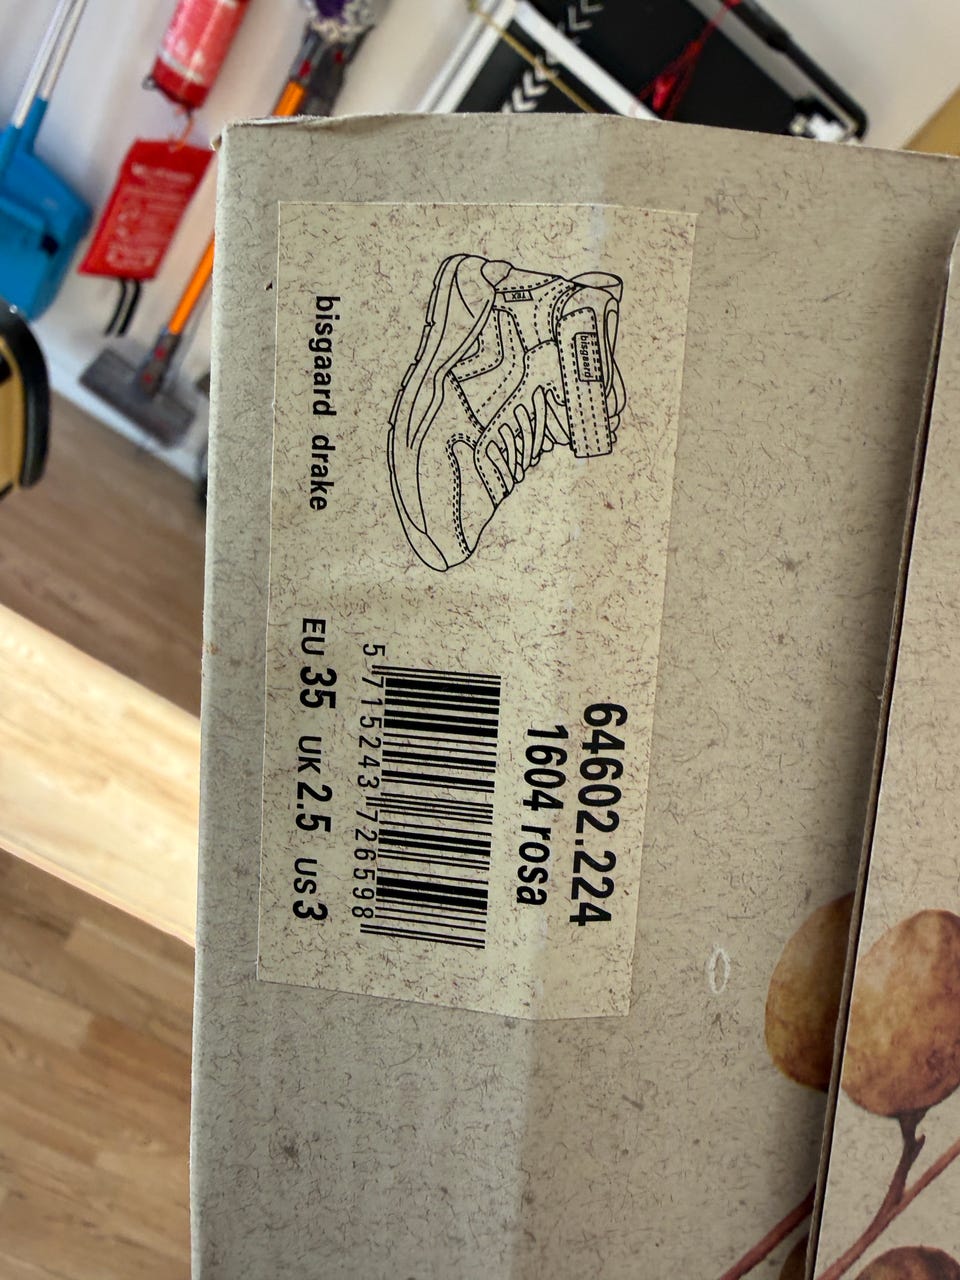 64602.224
1604 rosa
5 715243 726598
bisgaard
TEX
bisgaard drake
EU 35 UK 2.5 US 3